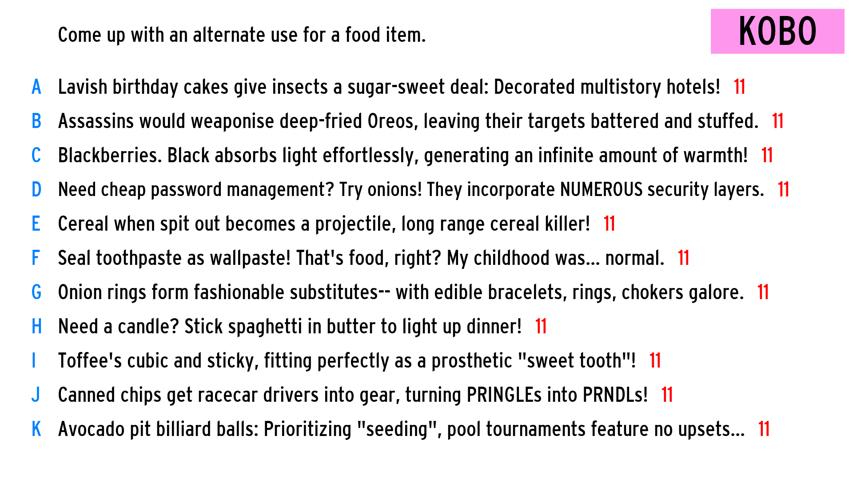 Come up with an alternate use for a food item.
KOBO
A Lavish birthday cakes give insects a sugar-sweet deal: Decorated multistory hotels! 11
B Assassins would weaponise deep-fried Oreos, leaving their targets battered and stuffed. 11
C Blackberries. Black absorbs light effortlessly, generating an infinite amount of warmth! 11
D Need cheap password management? Try onions! They incorporate NUMEROUS security layers. 11
E Cereal when spit out becomes a projectile, long range cereal killer! 11
F Seal toothpaste as wallpaste! That's food, right? My childhood was... normal. 11
G Onion rings form fashionable substitutes-- with edible bracelets, rings, chokers galore. 11
H Need a candle? Stick spaghetti in butter to light up dinner! 11
I Toffee's cubic and sticky, fitting perfectly as a prosthetic "sweet tooth"! 11
J Canned chips get racecar drivers into gear, turning PRINGLEs into PRNDLs! 11
K Avocado pit billiard balls: Prioritizing "seeding", pool tournaments feature no upsets... 11